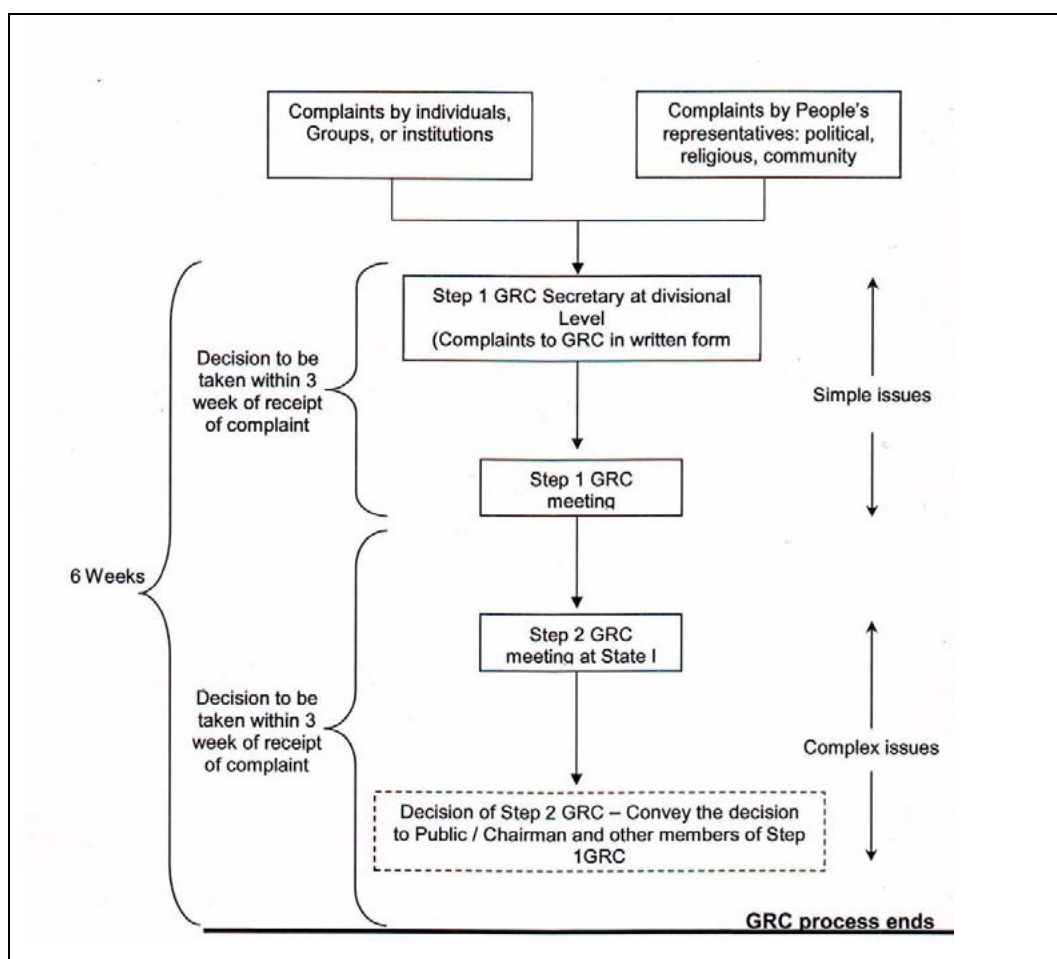 Complaints by individuals,
Groups, or institutions
Complaints by People's
representatives: political,
religious, community
Step 1 GRC Secretary at divisional
Level
(Complaints to GRC in written form
Decision to be
taken within 3
week of receipt
of complaint
Simple issues
Step 1 GRC
meeting
6 Weeks
Step 2 GRC
meeting at State l
Decision to be
taken within 3
week of receipt
of complaint
Complex issues
Decision of Step 2 GRC – Convey the decision
to Public / Chairman and other members of Step
1GRC
GRC process ends